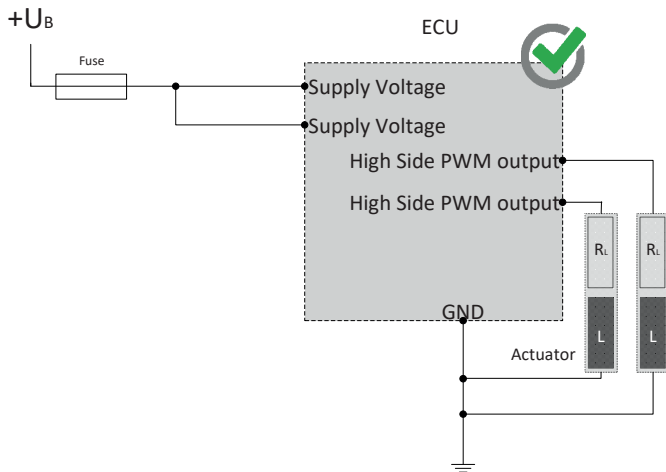 +UB
ECU
Fuse
Supply Voltage
Supply Voltage
High Side PWM output
High Side PWM output
RL
RL
GND
L
L
Actuator